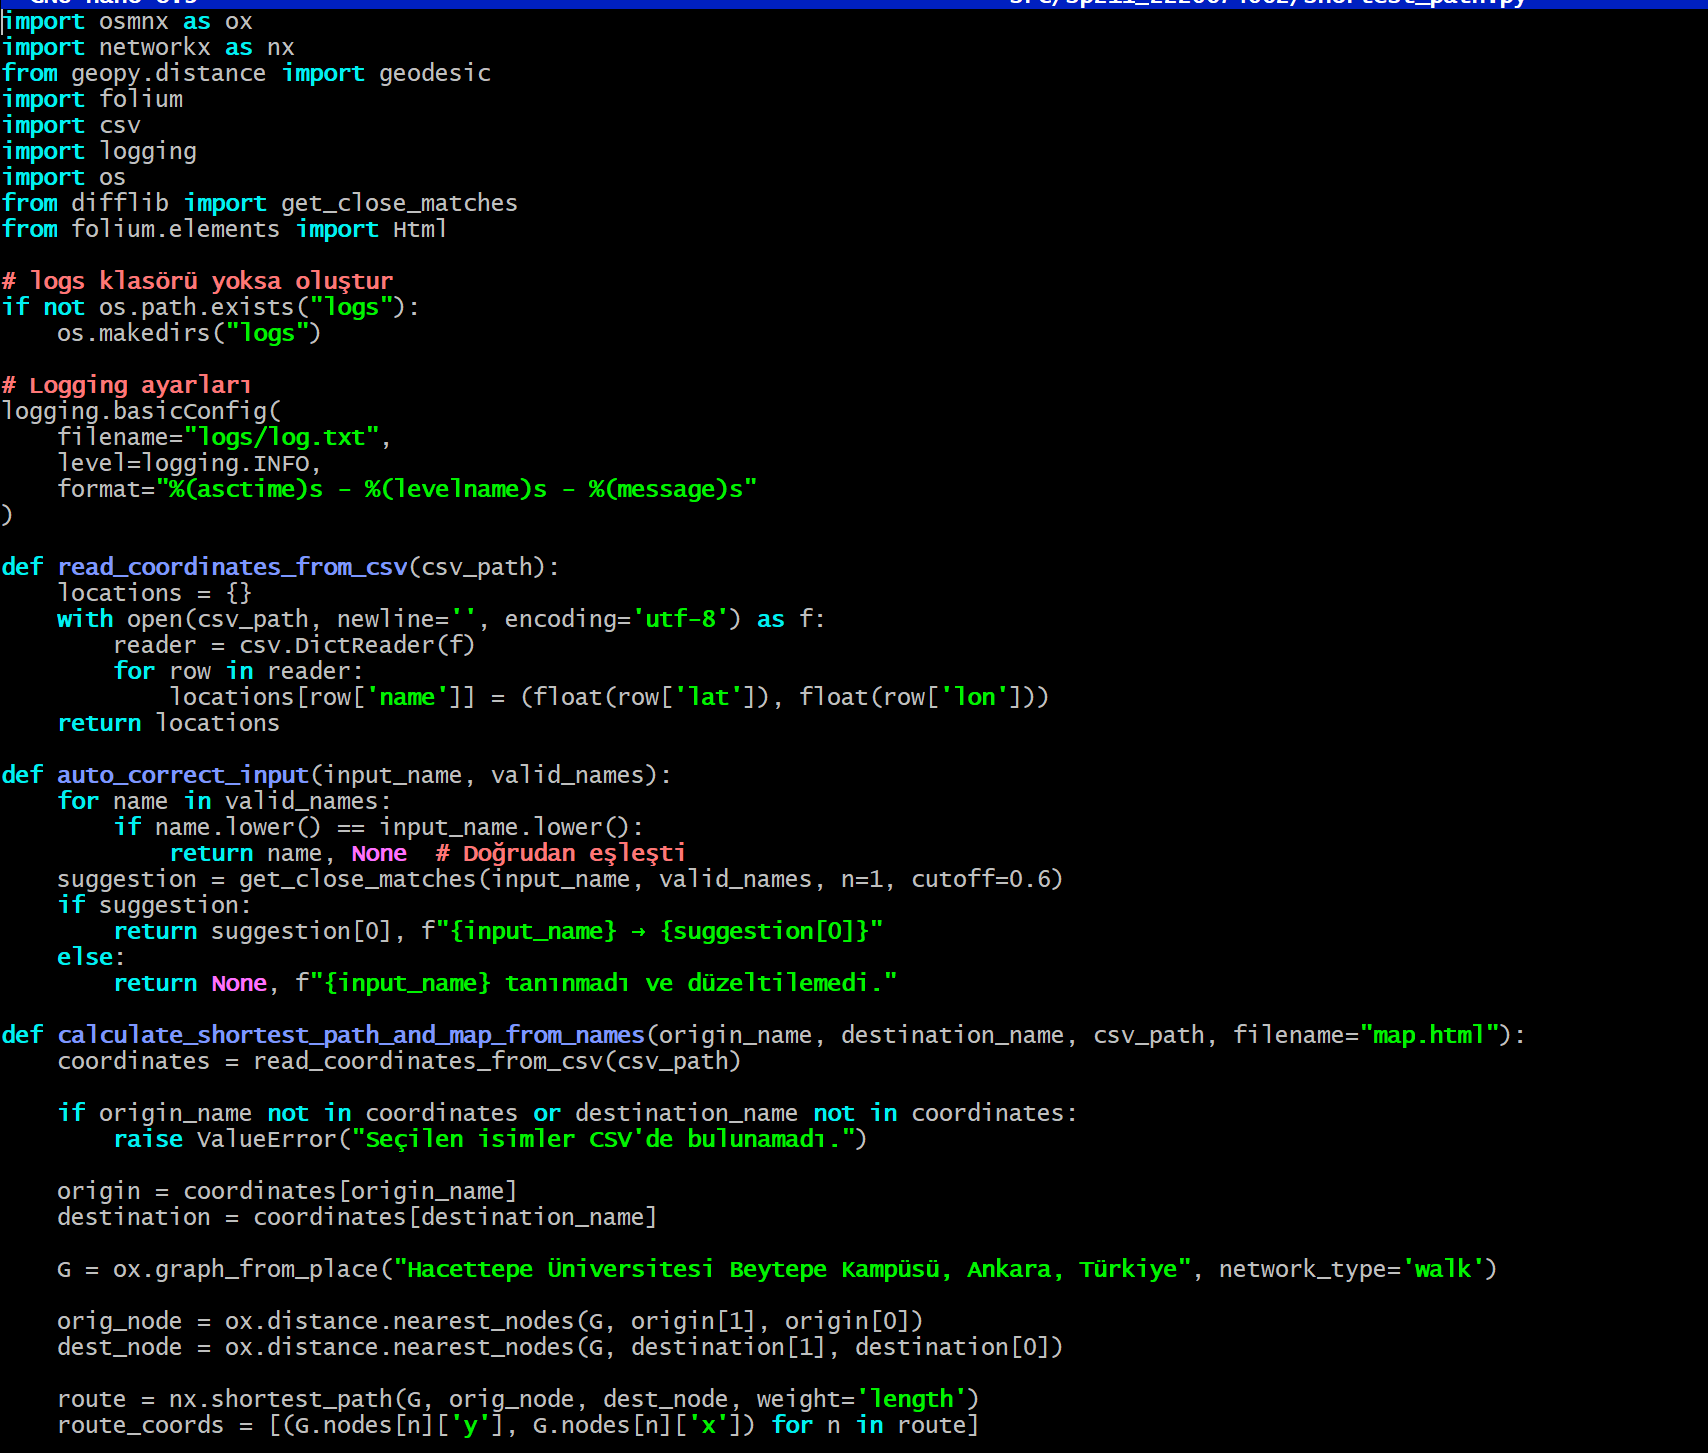 import osmnx as ox
import networkx as nx
from geopy.distance import geodesic
import folium
import csv
import logging
import os
from difflib import get_close_matches
from folium.elements import Html

# logs klasörü yoksa oluştur
if not os.path.exists("logs"):
    os.makedirs("logs")

# Logging ayarları
logging.basicConfig(
    filename="logs/log.txt",
    level=logging.INFO,
    format="%(asctime)s - %(levelname)s - %(message)s"
)

def read_coordinates_from_csv(csv_path):
    locations = {}
    with open(csv_path, newline='', encoding='utf-8') as f:
        reader = csv.DictReader(f)
        for row in reader:
            locations[row['name']] = (float(row['lat']), float(row['lon']))
    return locations

def auto_correct_input(input_name, valid_names):
    for name in valid_names:
        if name.lower() == input_name.lower():
            return name, None  # Doğrudan eşleşti
    suggestion = get_close_matches(input_name, valid_names, n=1, cutoff=0.6)
    if suggestion:
        return suggestion[0], f"{input_name} → {suggestion[0]}"
    else:
        return None, f"{input_name} tanınmadı ve düzeltilemedi."

def calculate_shortest_path_and_map_from_names(origin_name, destination_name, csv_path, filename="map.html"):
    coordinates = read_coordinates_from_csv(csv_path)

    if origin_name not in coordinates or destination_name not in coordinates:
        raise ValueError("Seçilen isimler CSV'de bulunamadı.")

    origin = coordinates[origin_name]
    destination = coordinates[destination_name]

    G = ox.graph_from_place("Hacettepe Üniversitesi Beytepe Kampüsü, Ankara, Türkiye", network_type='walk')

    orig_node = ox.distance.nearest_nodes(G, origin[1], origin[0])
    dest_node = ox.distance.nearest_nodes(G, destination[1], destination[0])

    route = nx.shortest_path(G, orig_node, dest_node, weight='length')
    route_coords = [(G.nodes[n]['y'], G.nodes[n]['x']) for n in route]